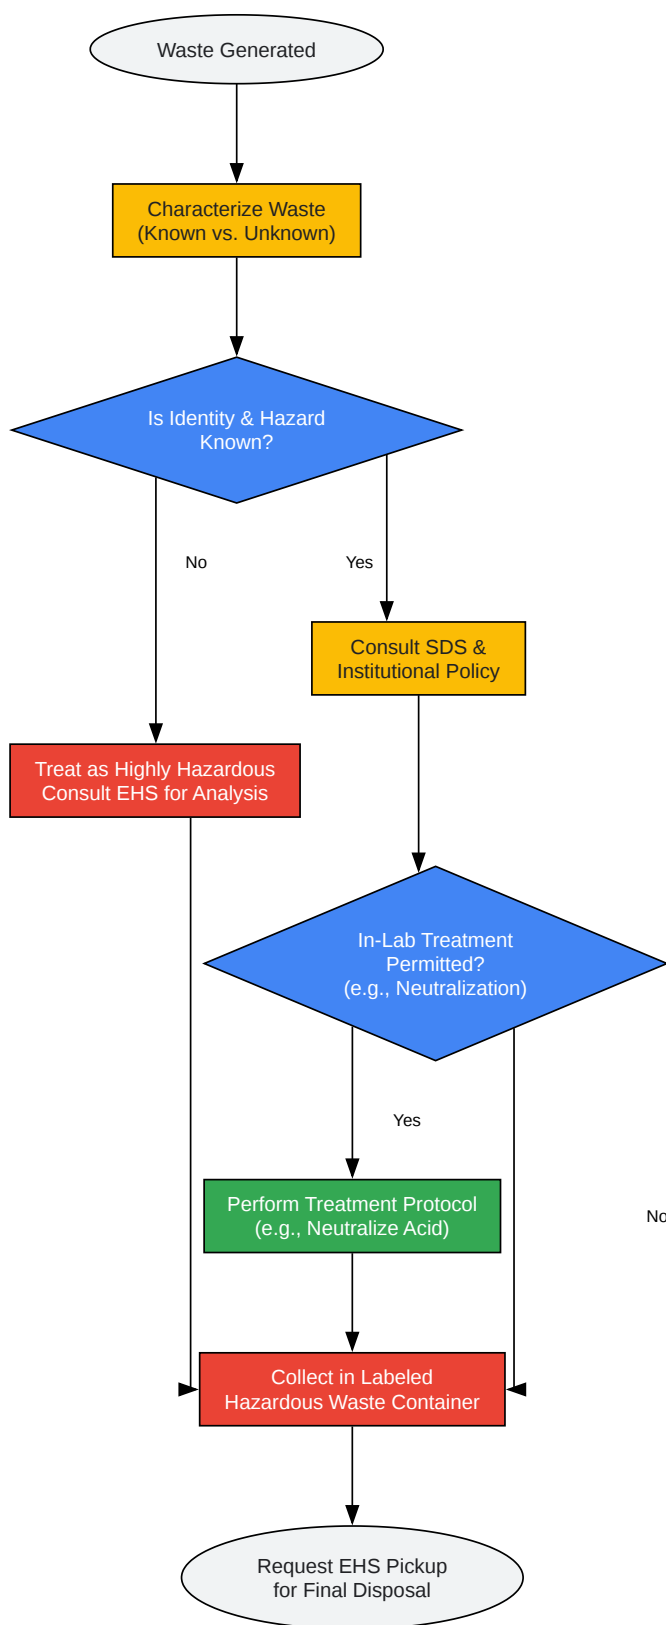 Waste Generated
Characterize Waste
(Known vs. Unknown)
Is Identity & Hazard
Known?
No
Yes
Consult SDS &
Institutional Policy
Treat as Highly Hazardous
Consult EHS for Analysis
In-Lab Treatment
Permitted?
(e.g., Neutralization)
Yes
Perform Treatment Protocol
(e.g., Neutralize Acid)
No
Collect in Labeled
Hazardous Waste Container
Request EHS Pickup
for Final Disposal